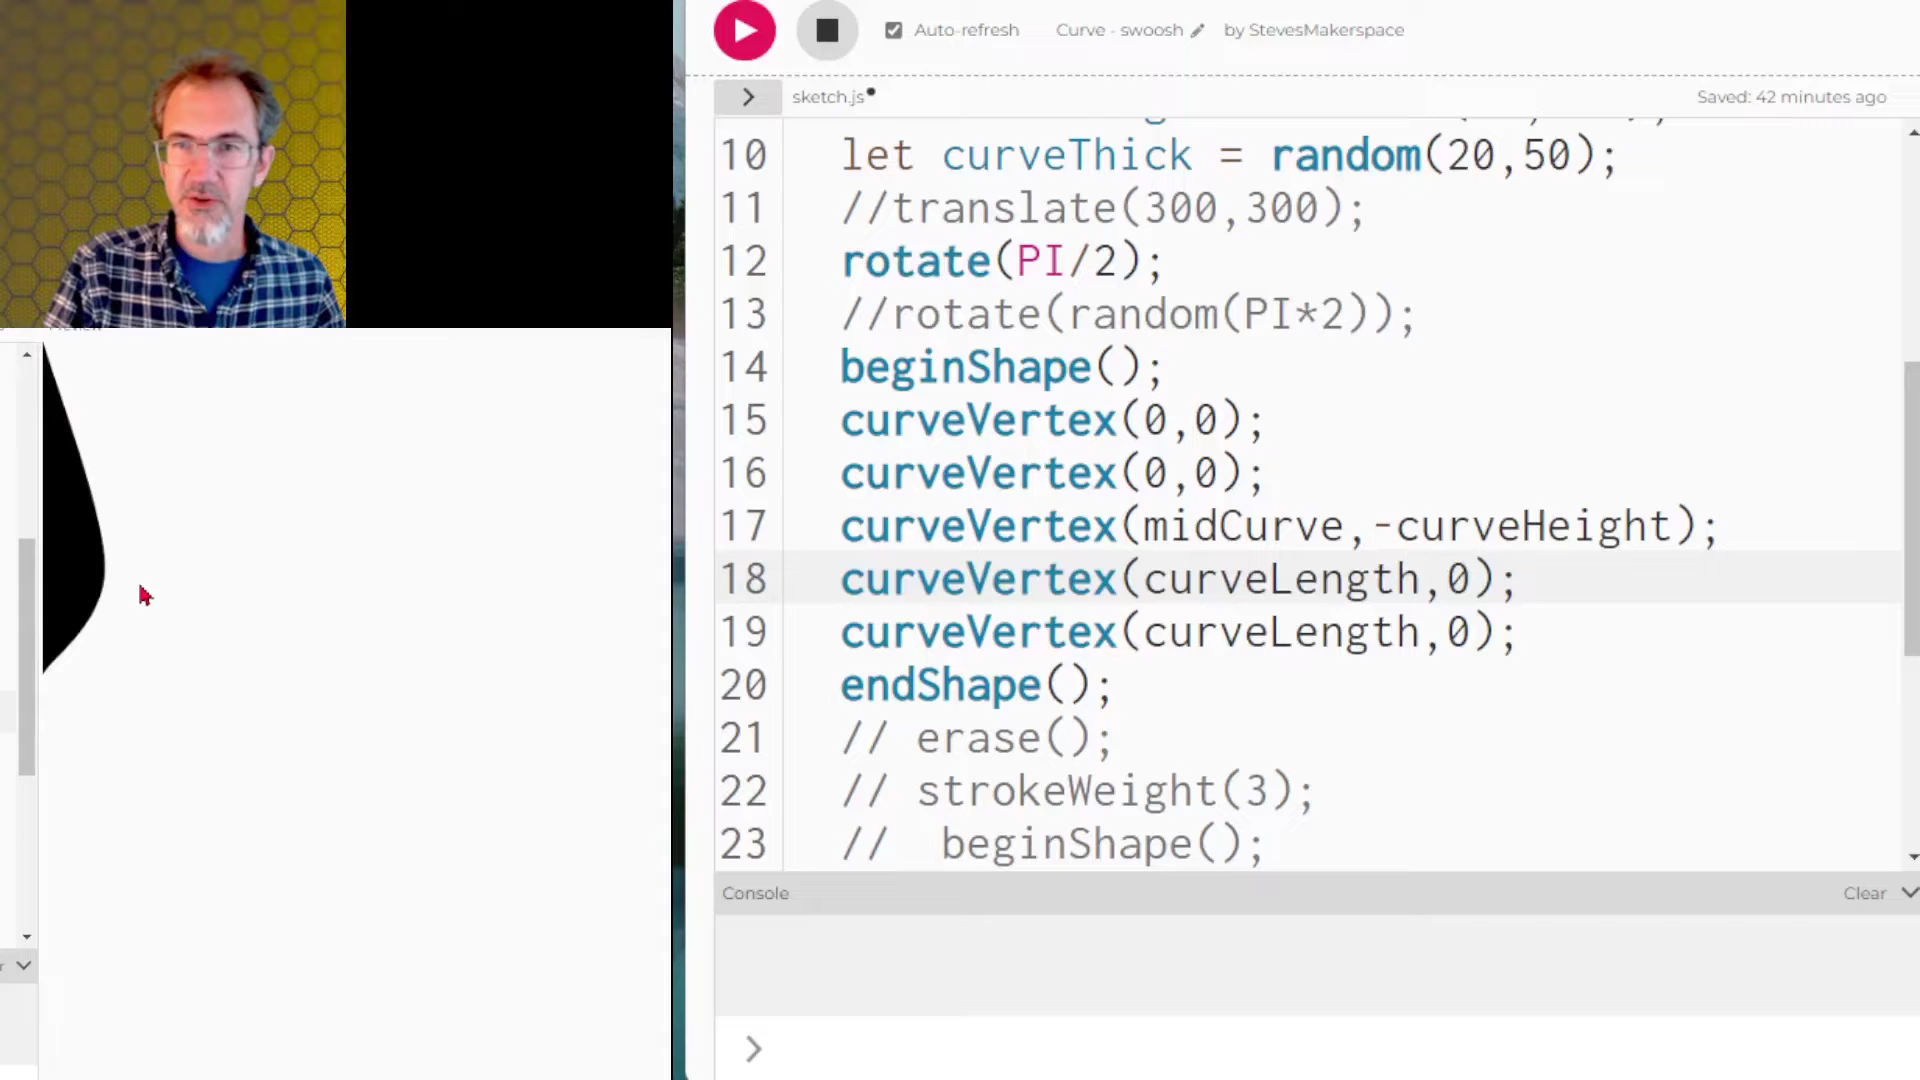 Auto-refresh
Curve - swoosh
by StevesMakerspace
sketch.js
Saved: 42 minutes ago
10 let curveThick = random(20,50);
11 //translate(300,300);
12 rotate(PI/2);
13 //rotate(random(PI*2));
14 beginShape();
15 curveVertex(0,0);
16 curveVertex(0,0);
17 curveVertex(midCurve,-curveHeight);
18 curveVertex(curveLength,0);
19 curveVertex(curveLength,0);
20 endShape();
21 // erase();
22 // strokeWeight(3);
23 //  beginShape();
Console
Clear